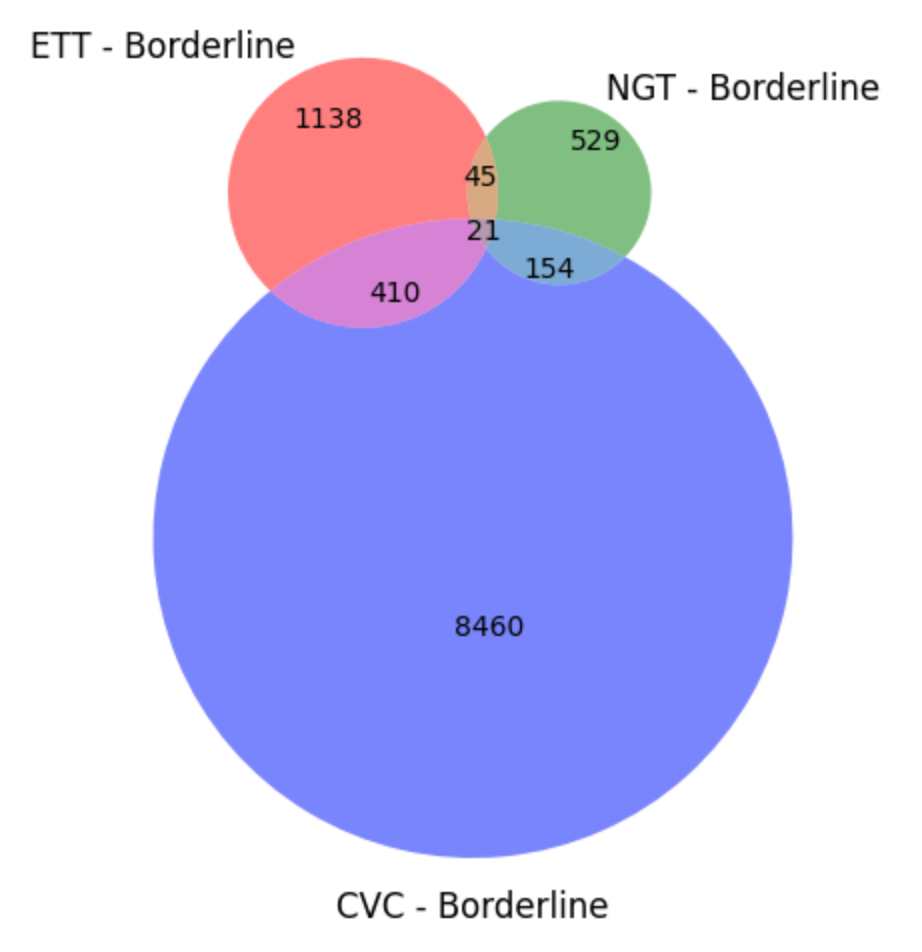 ETT - Borderline
NGT - Borderline
1138
529
45
21
154
410
8460
CVC - Borderline